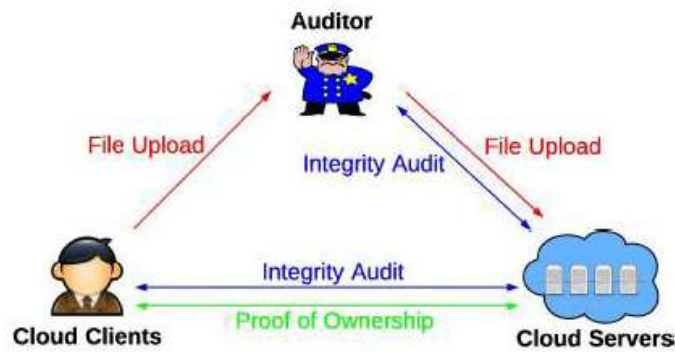 Auditor
File Upload
File Upload
Integrity Audit
Integrity Audit
Proof of Ownership
Cloud Clients
Cloud Servers